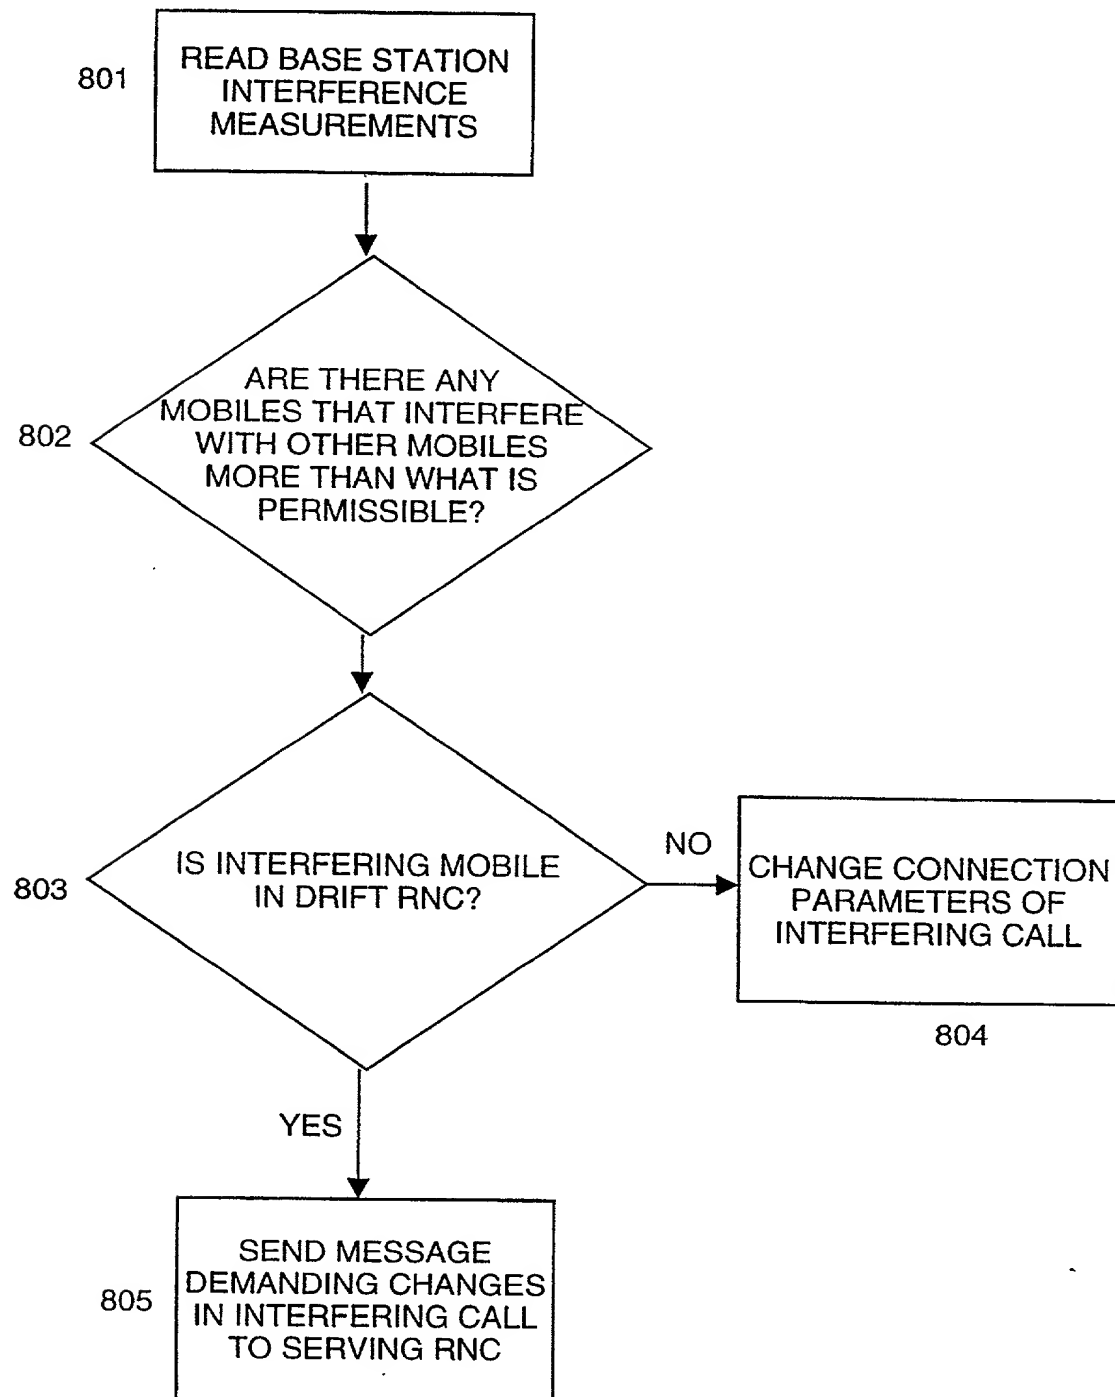 801
READ BASE STATION
INTERFERENCE
MEASUREMENTS
802
ARE THERE ANY
MOBILES THAT INTERFERE
WITH OTHER MOBILES
MORE THAN WHAT IS
PERMISSIBLE?
803
IS INTERFERING MOBILE
IN DRIFT RNC?
NO
CHANGE CONNECTION
PARAMETERS OF
INTERFERING CALL
804
YES
805
SEND MESSAGE
DEMANDING CHANGES
IN INTERFERING CALL
TO SERVING RNC